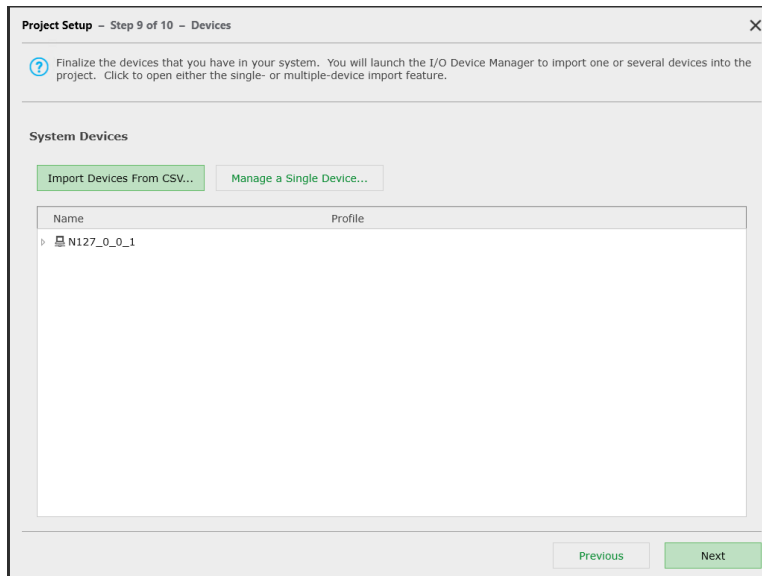 Project Setup – Step 9 of 10 – Devices
Finalize the devices that you have in your system. You will launch the I/O Device Manager to import one or several devices into the
project. Click to open either the single- or multiple-device import feature.
System Devices
Import Devices From CSV...
Manage a Single Device...
Name Profile
N127_0_0_1
Previous Next